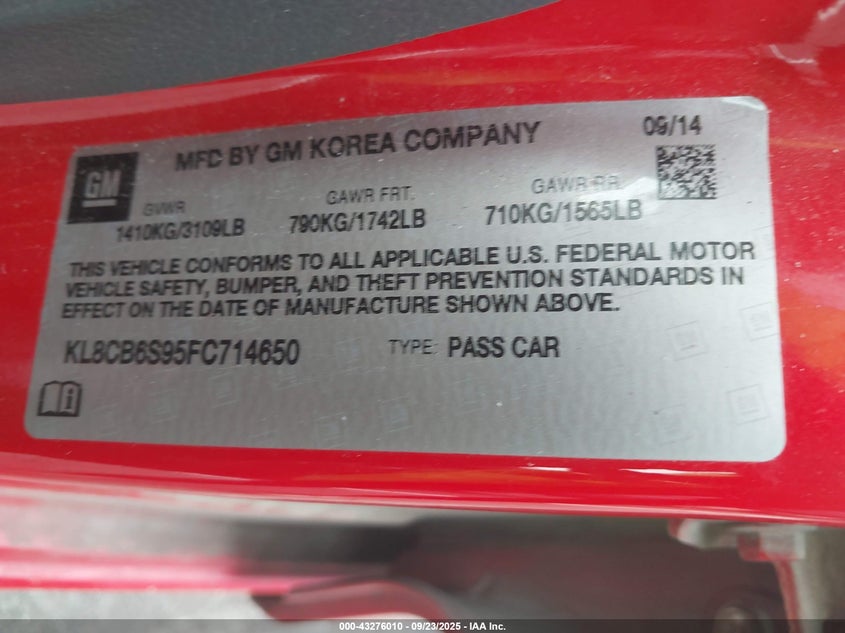 MFD BY GM KOREA COMPANY 09/14
GM
GVWR GAWR FRT. GAWR RR.
1410KG/3109LB 790KG/1742LB 710KG/1565LB
THIS VEHICLE CONFORMS TO ALL APPLICABLE U.S. FEDERAL MOTOR
VEHICLE SAFETY, BUMPER, AND THEFT PREVENTION STANDARDS IN
EFFECT ON THE DATE OF MANUFACTURE SHOWN ABOVE.
KL8CB6S95FC714650 TYPE: PASS CAR
000-43276010 - 09/23/2025 - IAA Inc.